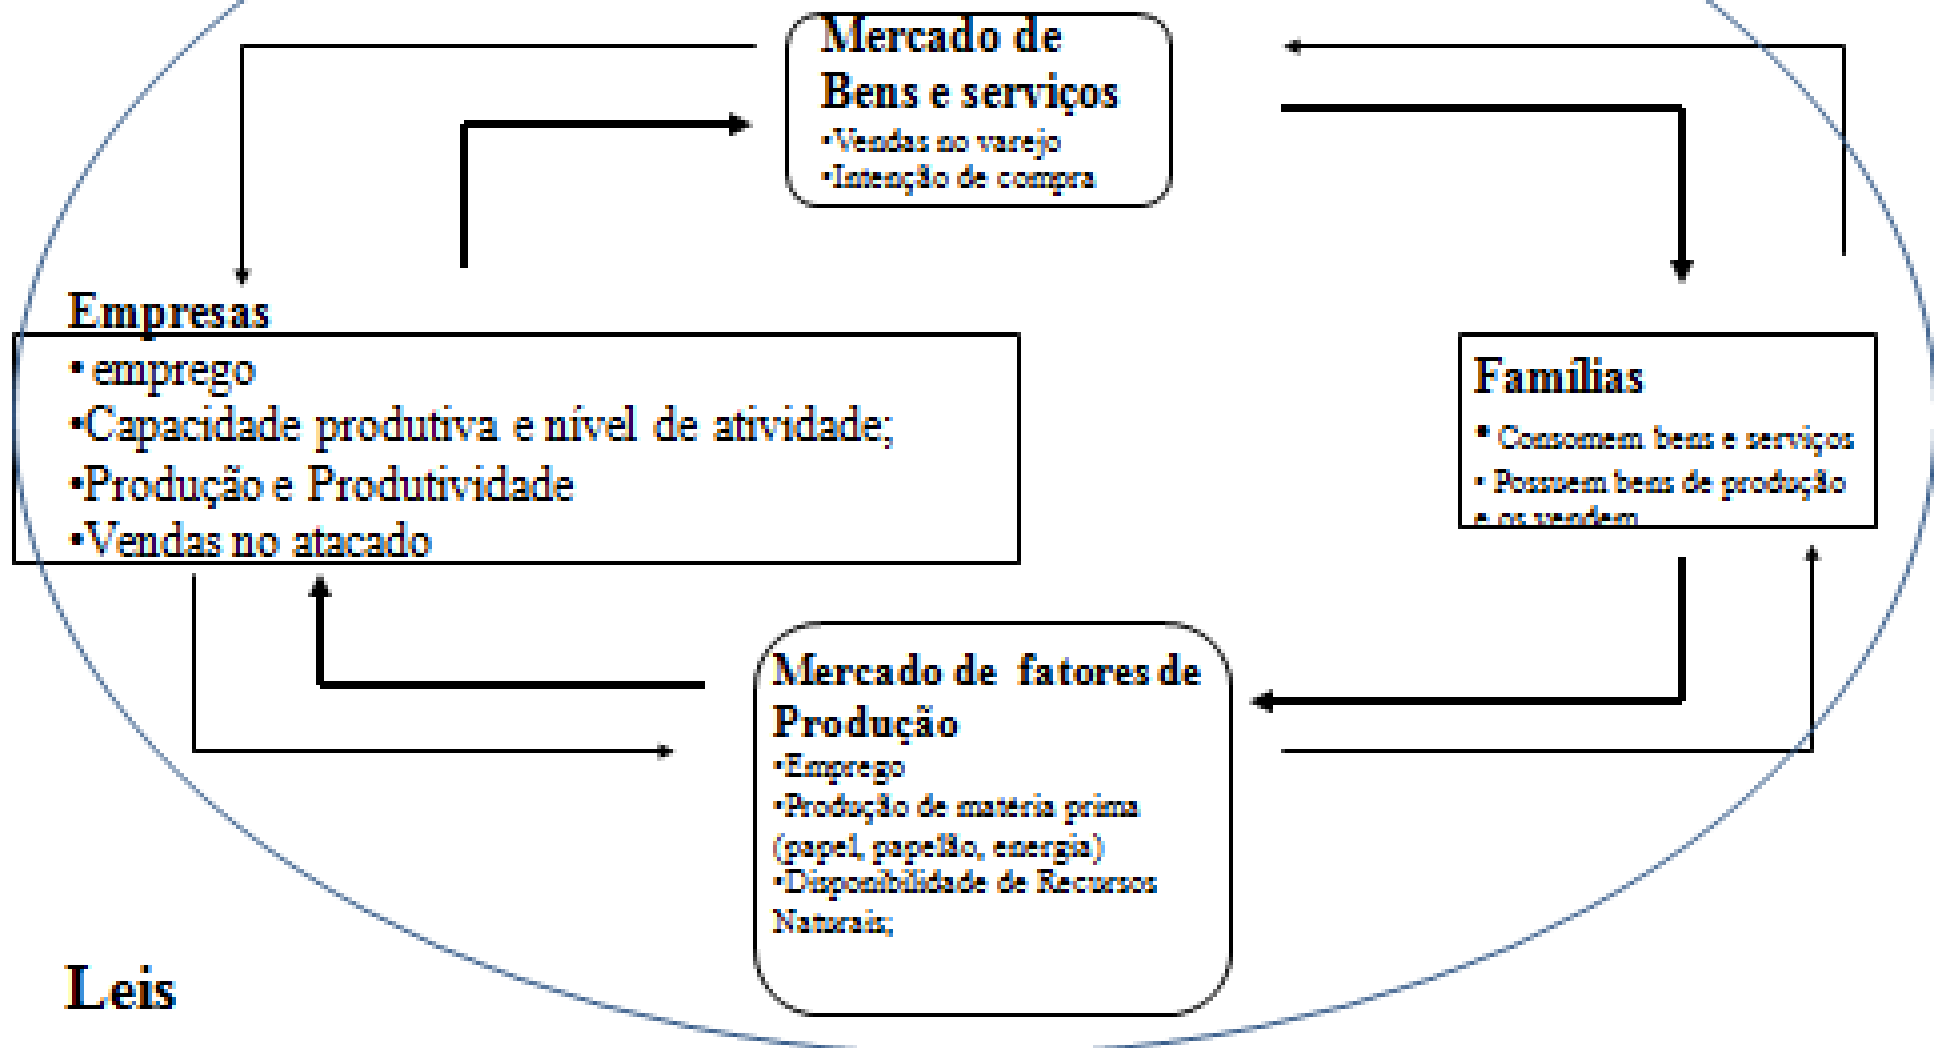 Mercado de
Bens e serviços
•Vendas no varejo
•Intenção de compra
Empresas
•emprego
•Capacidade produtiva e nível de atividade;
•Produção e Produtividade
•Vendas no atacado
Famílias
• Consomem bens e serviços
• Possuem bens de produção
e os vendem
Mercado de fatores de
Produção
•Emprego
•Produção de matéria prima
(papel, papelão, energia)
•Disponibilidade de Recursos
Naturais;
Leis